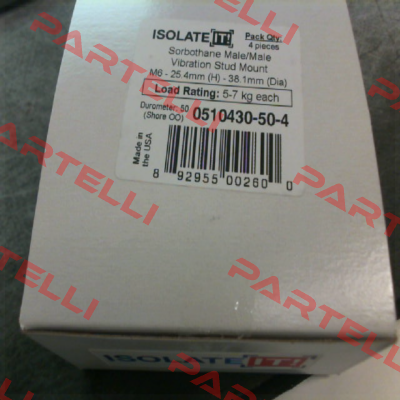 ISOLATE IT!
Pack Qty:
4 pieces
Sorbothane Male/Male
Vibration Stud Mount
M6 - 25.4mm (H) - 38.1mm (Dia)
Load Rating: 5-7 kg each
Durometer: 50
(Shore OO)
0510430-50-4
Made in
the USA
8 92955 00260 0
ISOLATE IT!
PARTELLI
PARTELLI
PARTELLI
PARTELLI
PARTELLI